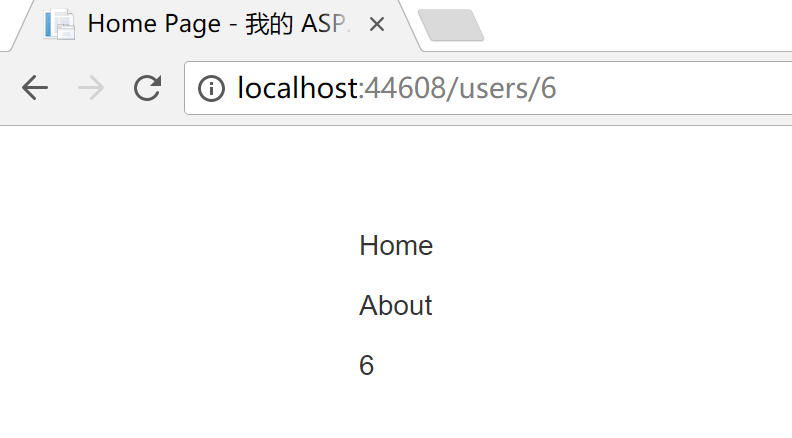 Home Page - 我的 ASP.
localhost:44608/users/6
Home
About
6